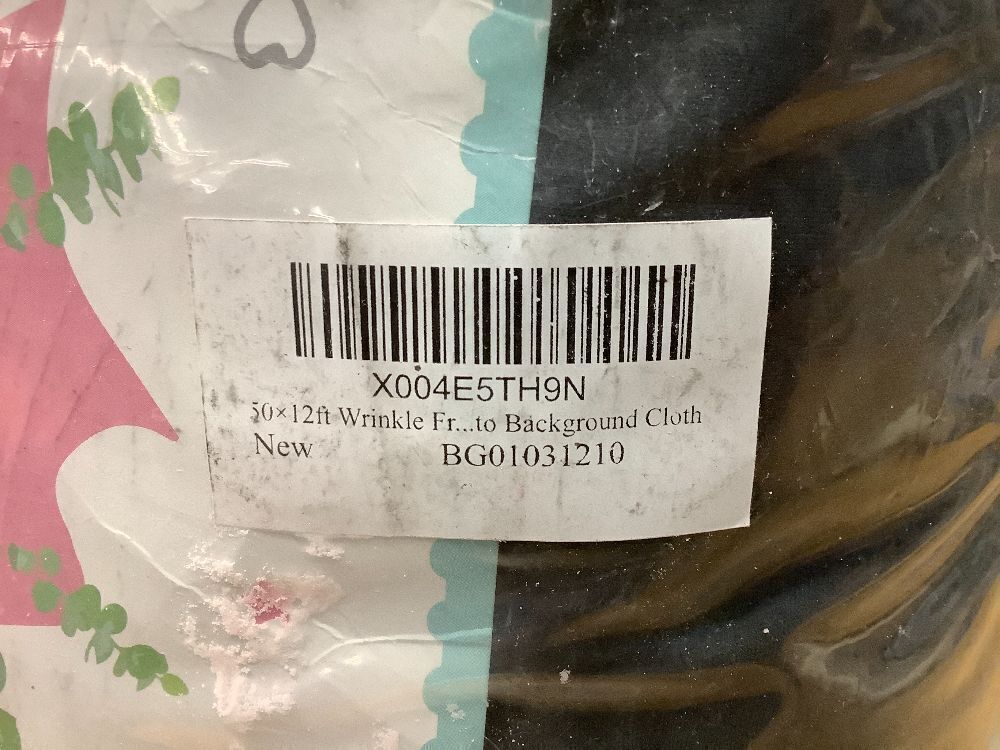 X004E5TH9N
50×12ft Wrinkle Fr...to Background Cloth
New BG01031210